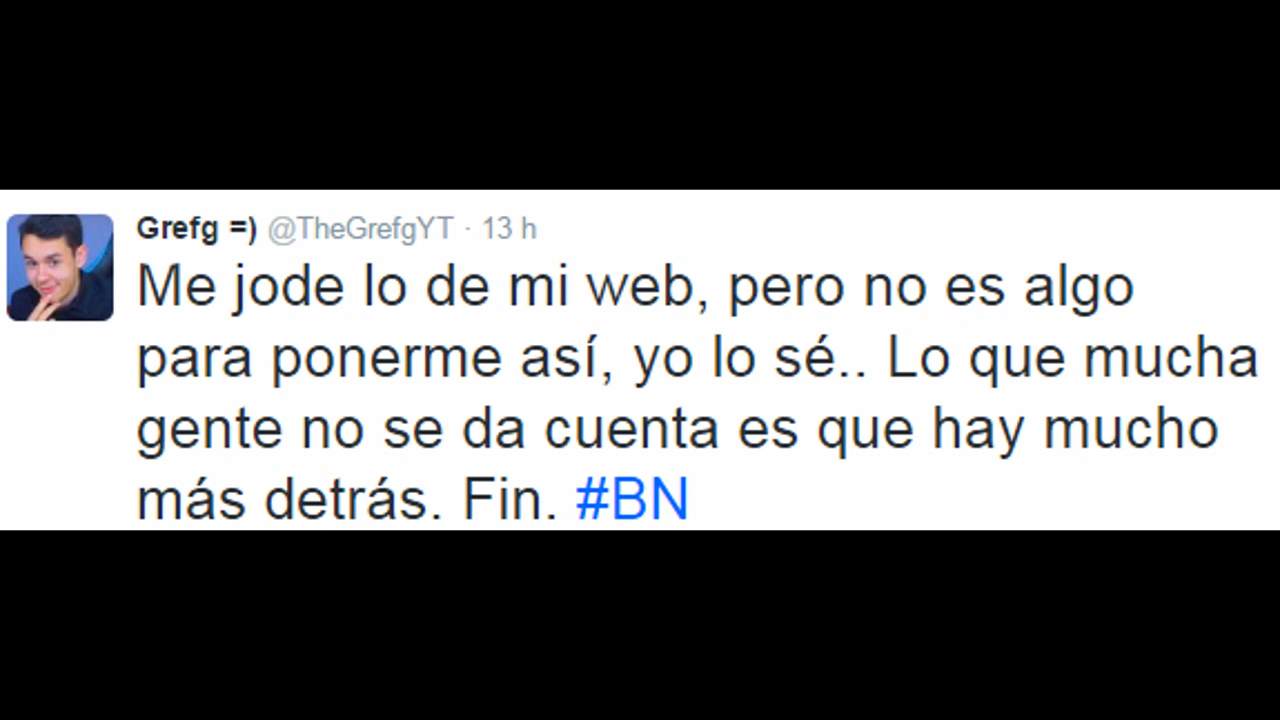 Grefg =) @TheGrefgYT · 13 h
Me jode lo de mi web, pero no es algo
para ponerme así, yo lo sé.. Lo que mucha
gente no se da cuenta es que hay mucho
más detrás. Fin. #BN